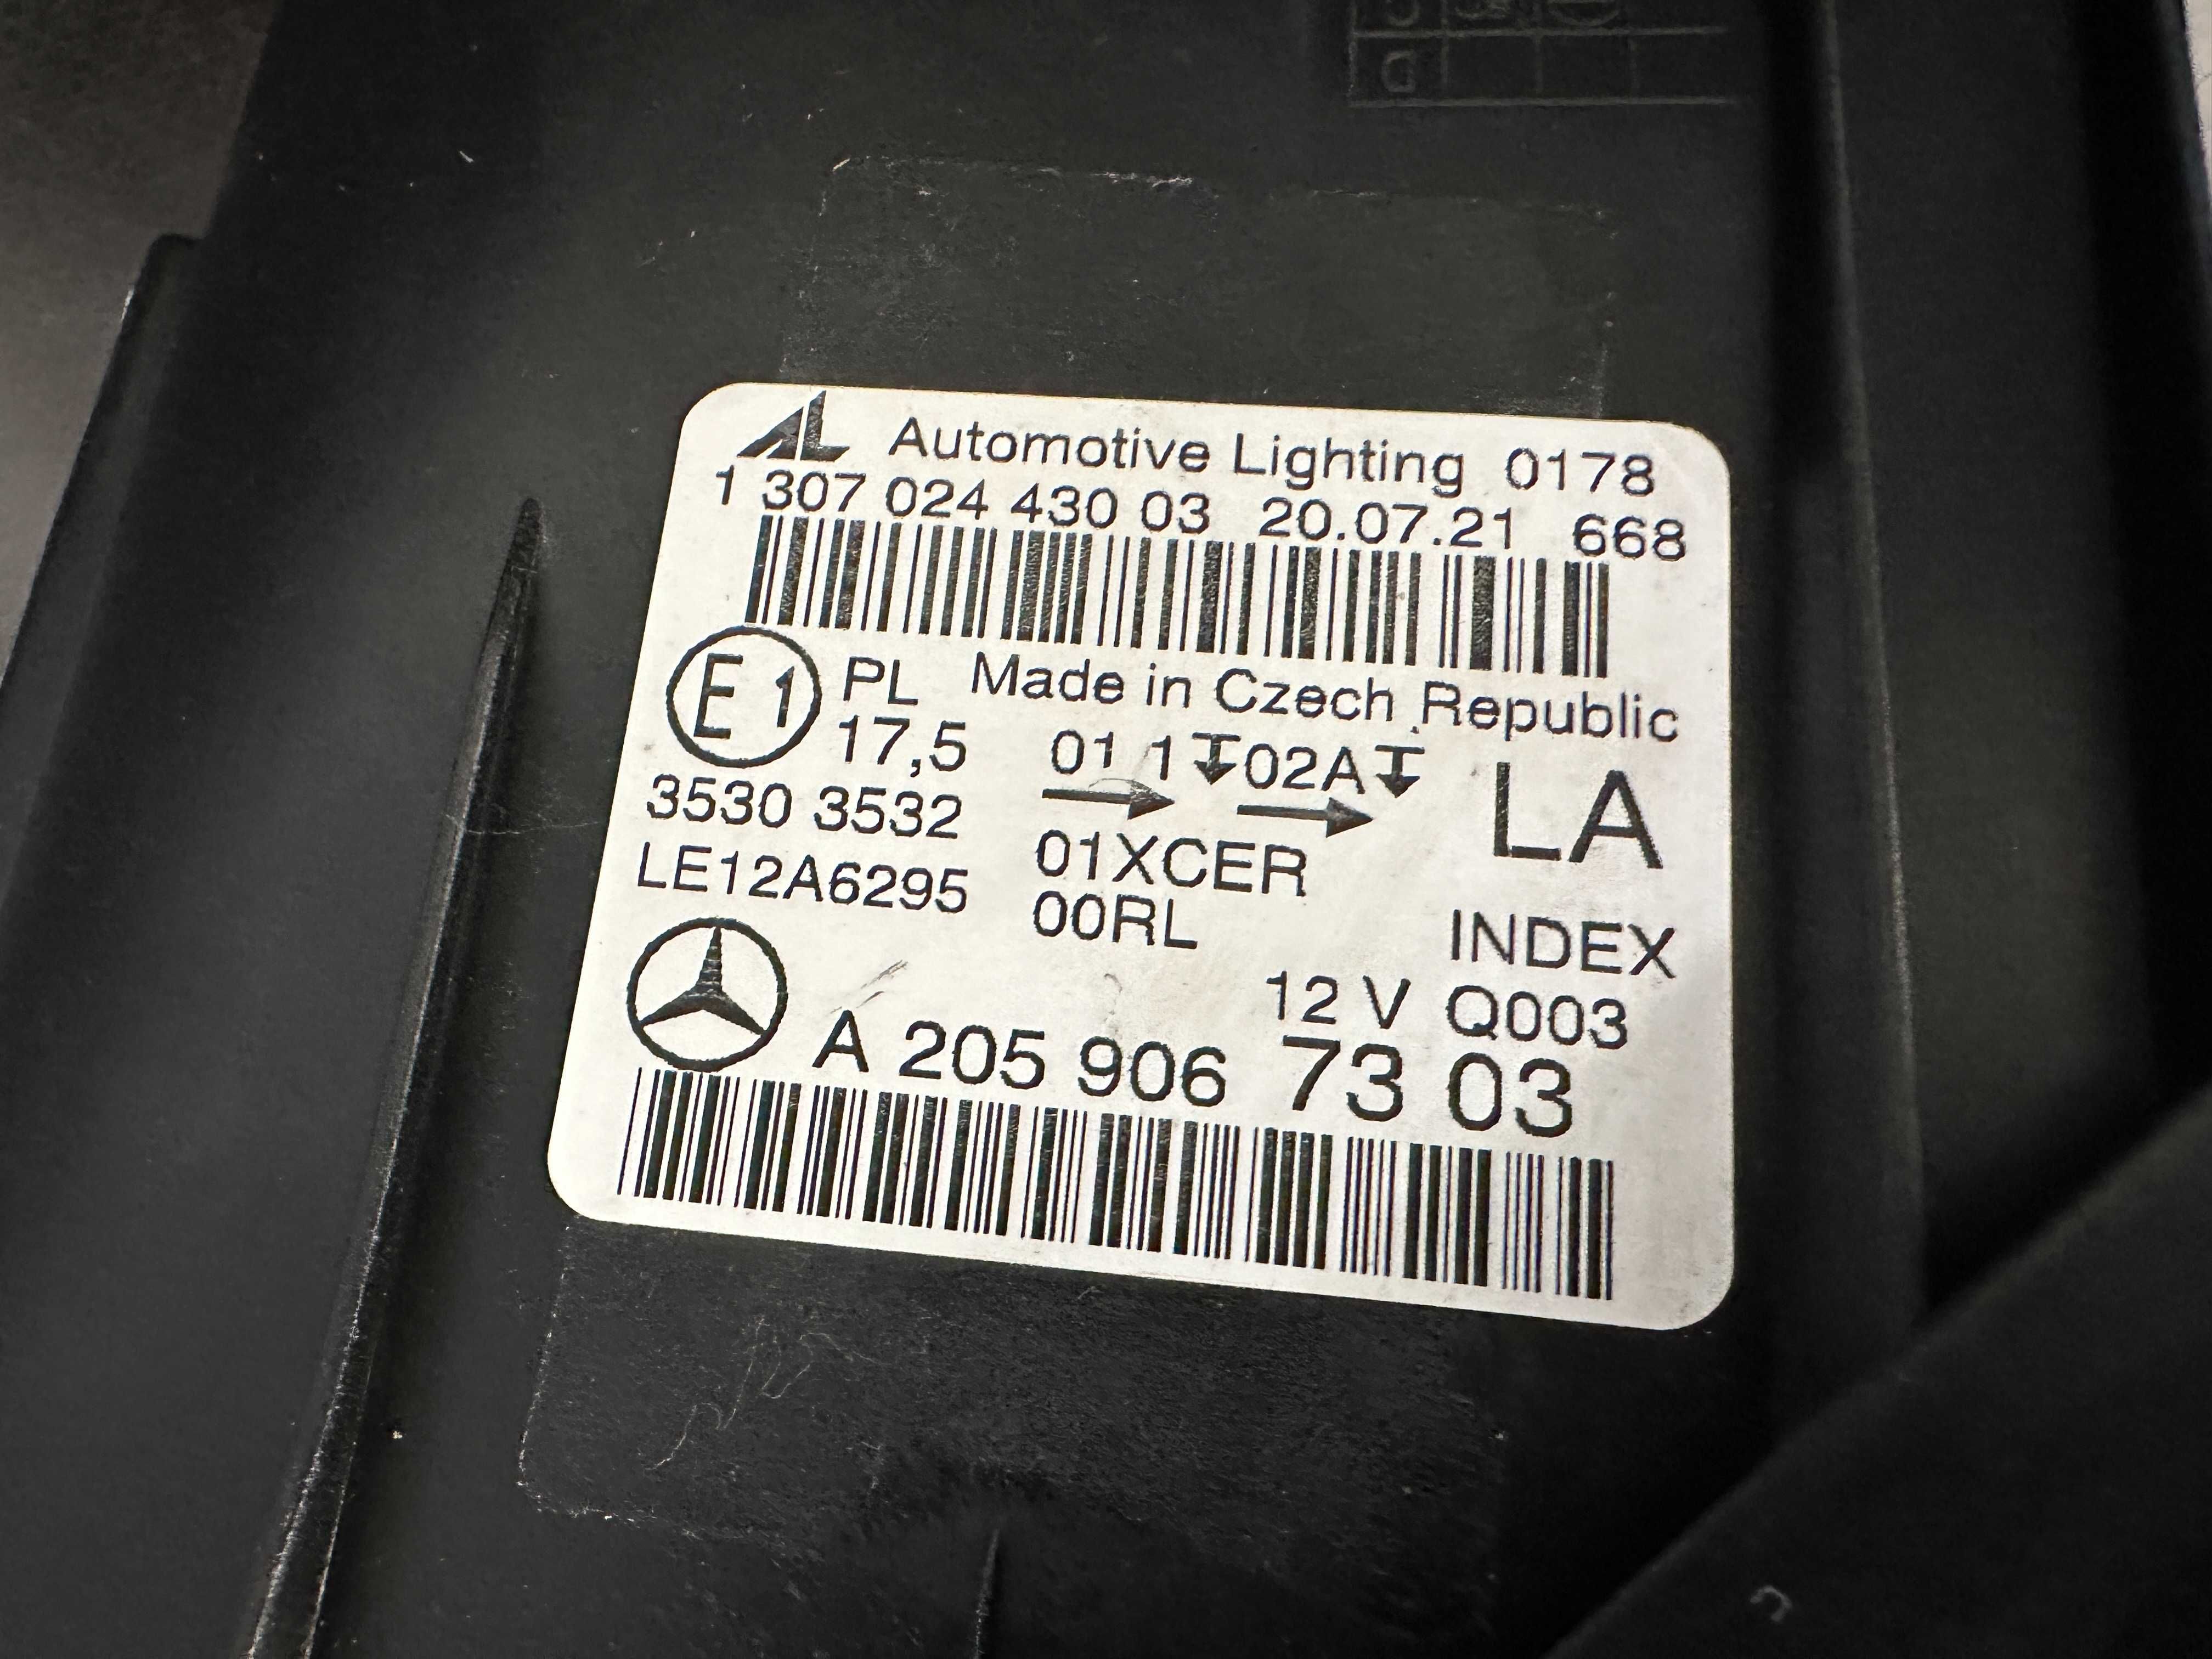 AL Automotive Lighting 0178
1 307 024 430 03 20.07.21 668
E1 PL Made in Czech Republic
17,5 01 1 02A LA
3530 3532
01XCER
LE12A6295 00RL
INDEX
12 V Q003
A 205 906 73 03